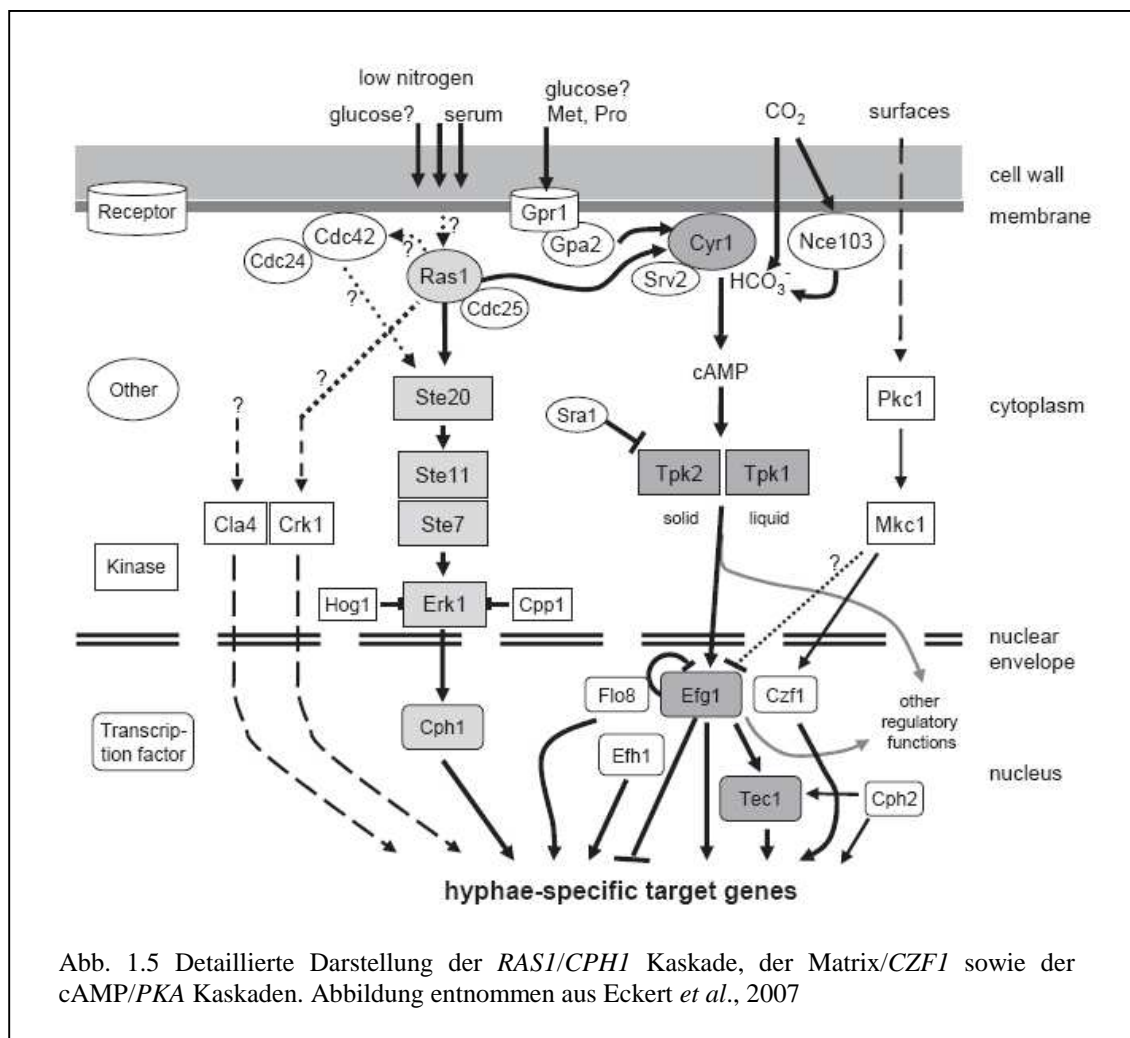 low nitrogen
glucose? serum
glucose?
Met, Pro
CO2
surfaces
cell wall
membrane
Receptor
Gpr1
Gpa2
Cyr1
Srv2
Nce103
HCO3-
Cdc42
Cdc24
?
?
Ras1
Cdc25
?
?
?
Other
cAMP
Pkc1
cytoplasm
Ste20
Sra1
Ste11
Tpk2
Tpk1
Cla4
Crk1
Ste7
solid
liquid
Mkc1
Kinase
?
Hog1
Erk1
Cpp1
nuclear
envelope
Flo8
Efg1
Czf1
other
regulatory
functions
Transcrip-
tion factor
Cph1
Efh1
nucleus
Tec1
Cph2
hyphae-specific target genes
Abb. 1.5 Detaillierte Darstellung der RAS1/CPH1 Kaskade, der Matrix/CZF1 sowie der
cAMP/PKA Kaskaden. Abbildung entnommen aus Eckert et al., 2007